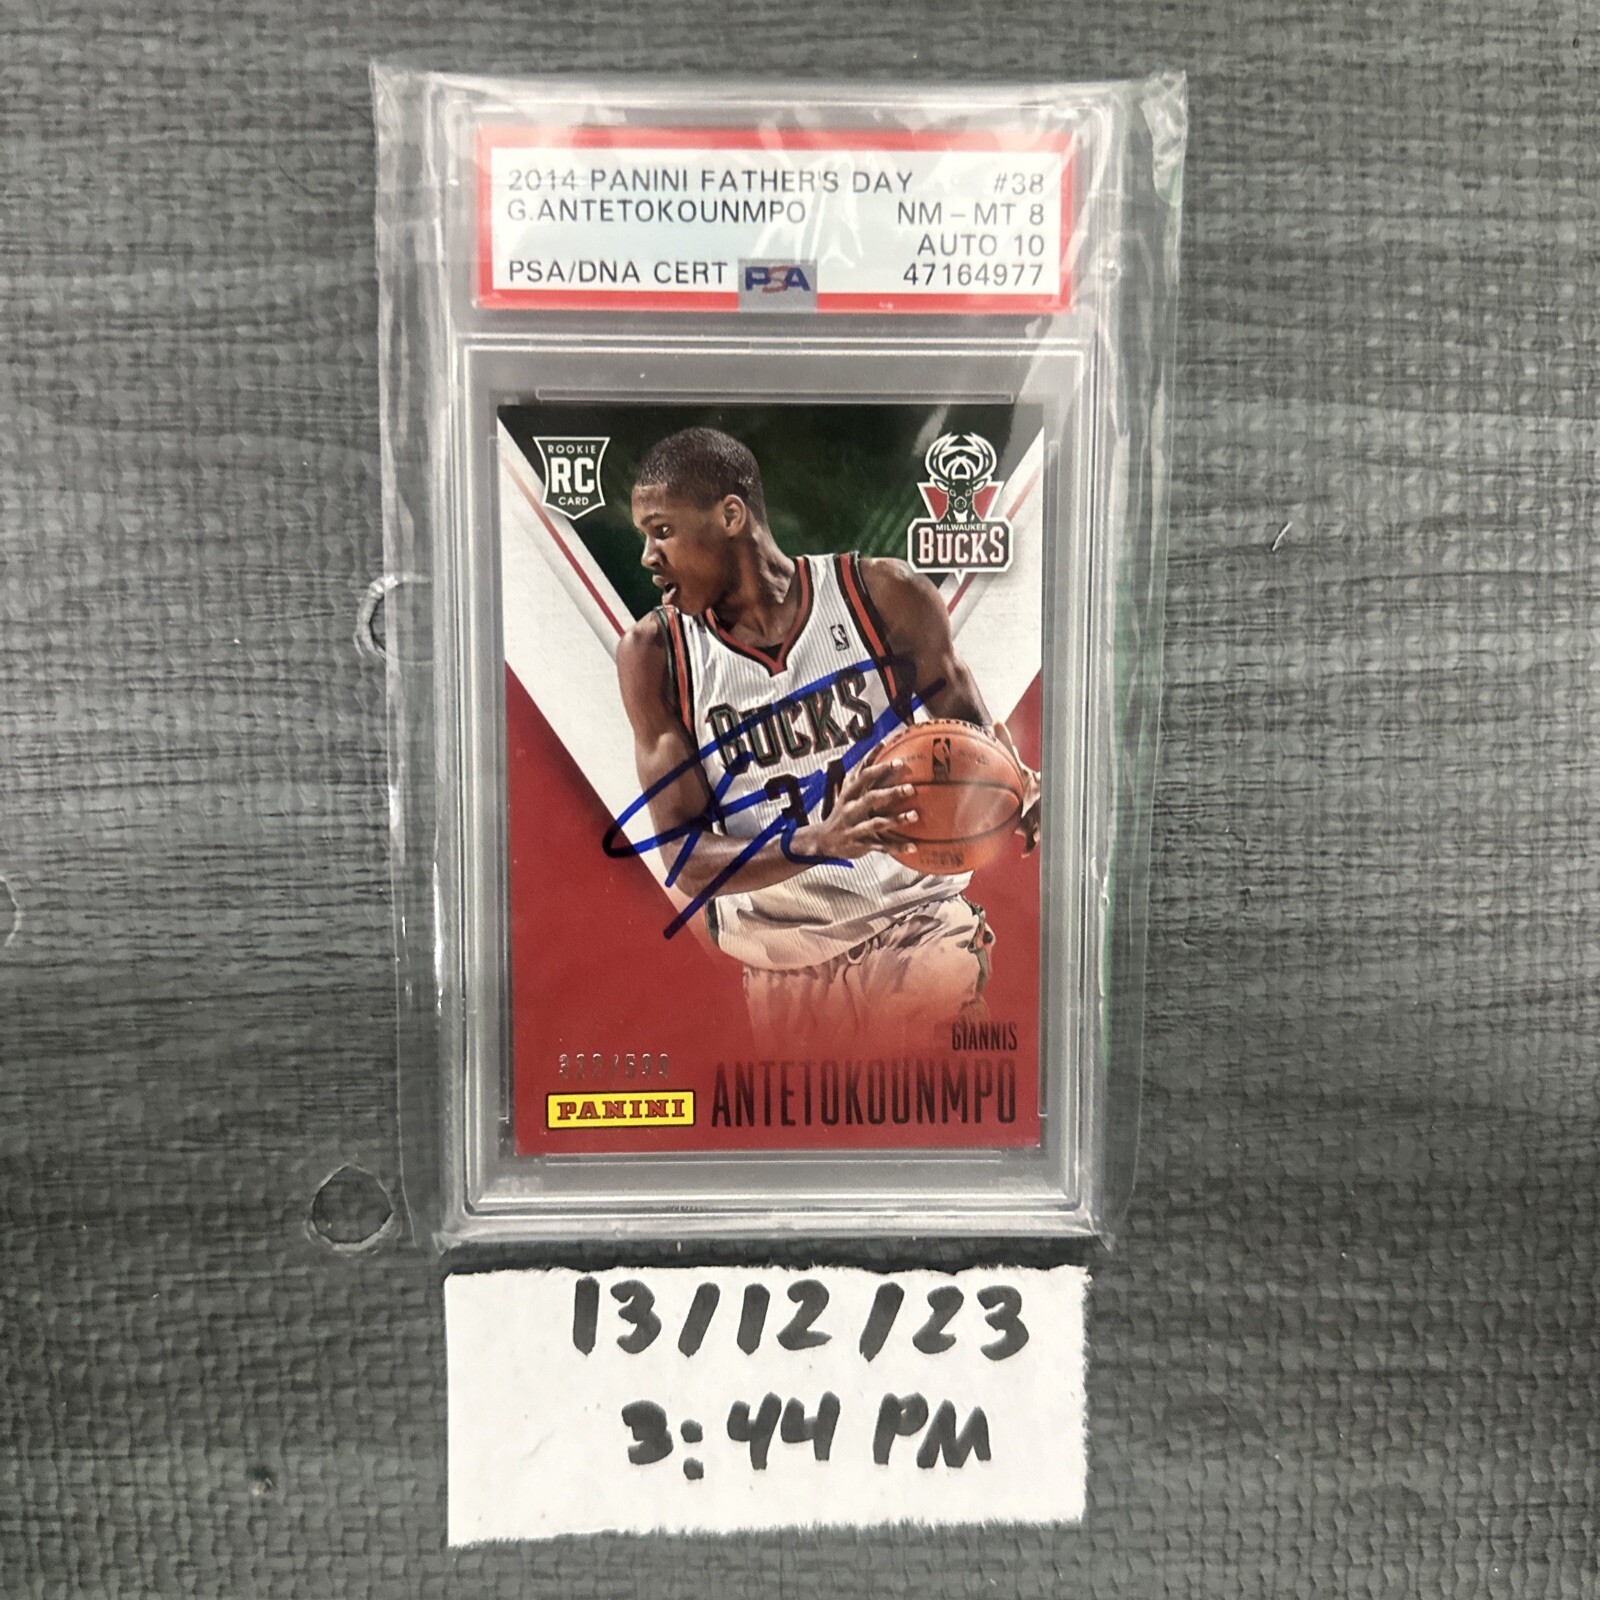 2014 PANINI FATHER'S DAY #38
G.ANTETOKOUNMPO NM-MT 8
AUTO 10
PSA/DNA CERT PSA 47164977
ROOKIE
RC
CARD
MILWAUKEE
BUCKS
BUCKS
34
GIANNIS
ANTETOKOUNMPO
PANINI
13/12/23
3:44 PM